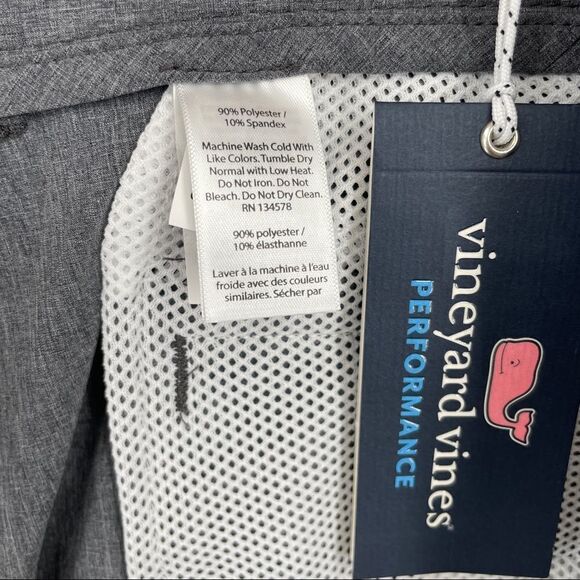 90% Polyester /
10% Spandex
Machine Wash Cold With
Like Colors. Tumble Dry
Normal with Low Heat.
Do Not Iron. Do Not
Bleach. Do Not Dry Clean.
RN 134578
90% polyester /
10% élasthanne
Laver à la machine à l'eau
froide avec des couleurs
similaires. Sécher par
vineyard vines®
PERFORMANCE